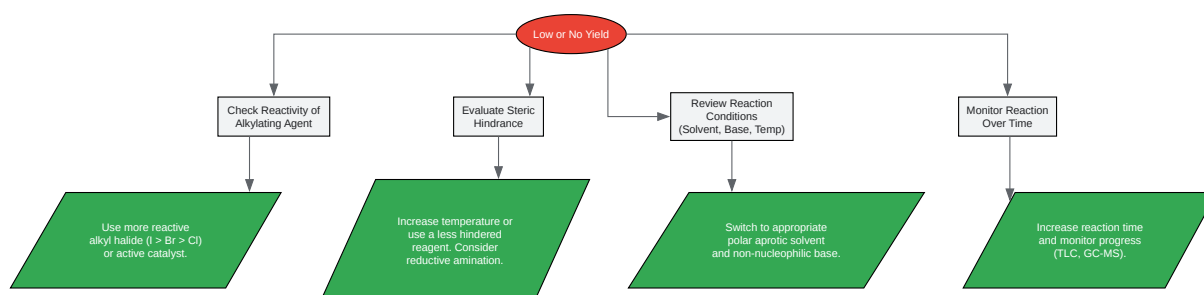 Low or No Yield
Check Reactivity of
Alkylating Agent
Evaluate Steric
Hindrance
Review Reaction
Conditions
(Solvent, Base, Temp)
Monitor Reaction
Over Time
Use more reactive
alkyl halide (I > Br > Cl)
or active catalyst.
Increase temperature or
use a less hindered
reagent. Consider
reductive amination.
Switch to appropriate
polar aprotic solvent
and non-nucleophilic base.
Increase reaction time
and monitor progress
(TLC, GC-MS).